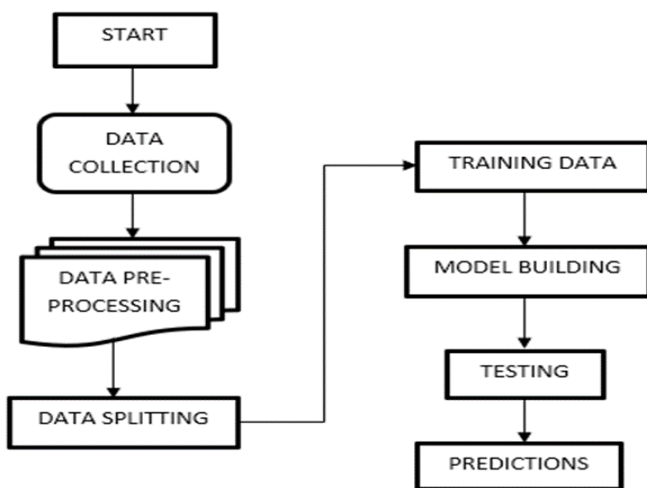 START
DATA
COLLECTION
DATA PRE-
PROCESSING
DATA SPLITTING
TRAINING DATA
MODEL BUILDING
TESTING
PREDICTIONS